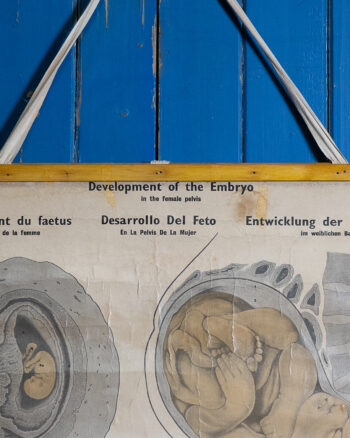 Development of the Embryo
in the female pelvis
nt du faetus Desarrollo Del Feto Entwicklung der
de la femme En La Pelvis De La Mujer im weiblichen Ba